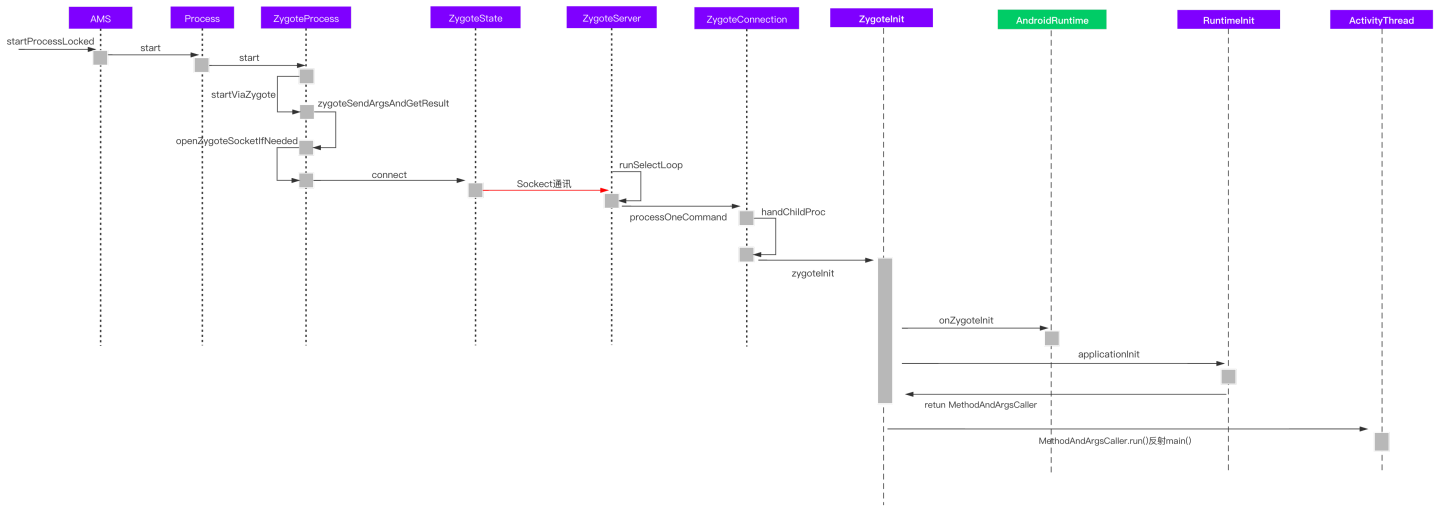 AMS
Process
ZygoteProcess
ZygoteState
ZygoteServer
ZygoteConnection
ZygoteInit
AndroidRuntime
RuntimeInit
ActivityThread
startProcessLocked
start
start
startViaZygote
zygoteSendArgsAndGetResult
openZygoteSocketIfNeeded
connect
Sockect通讯
runSelectLoop
processOneCommand
handChildProc
zygoteInit
onZygoteInit
applicationInit
retun MethodAndArgsCaller
MethodAndArgsCaller.run()反射main()